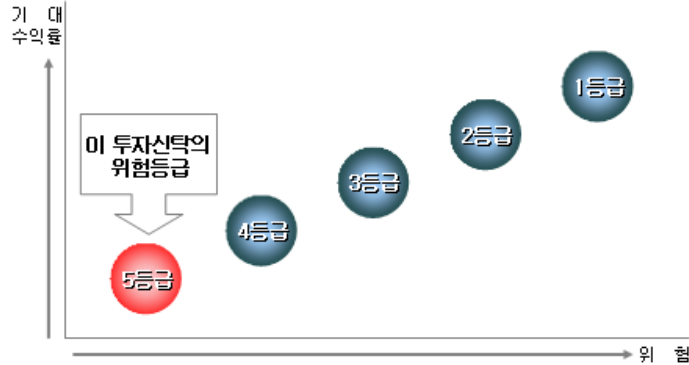 기 대
수익률
1등급
2등급
이 투자신탁의
위험등급
3등급
4등급
5등급
위 험